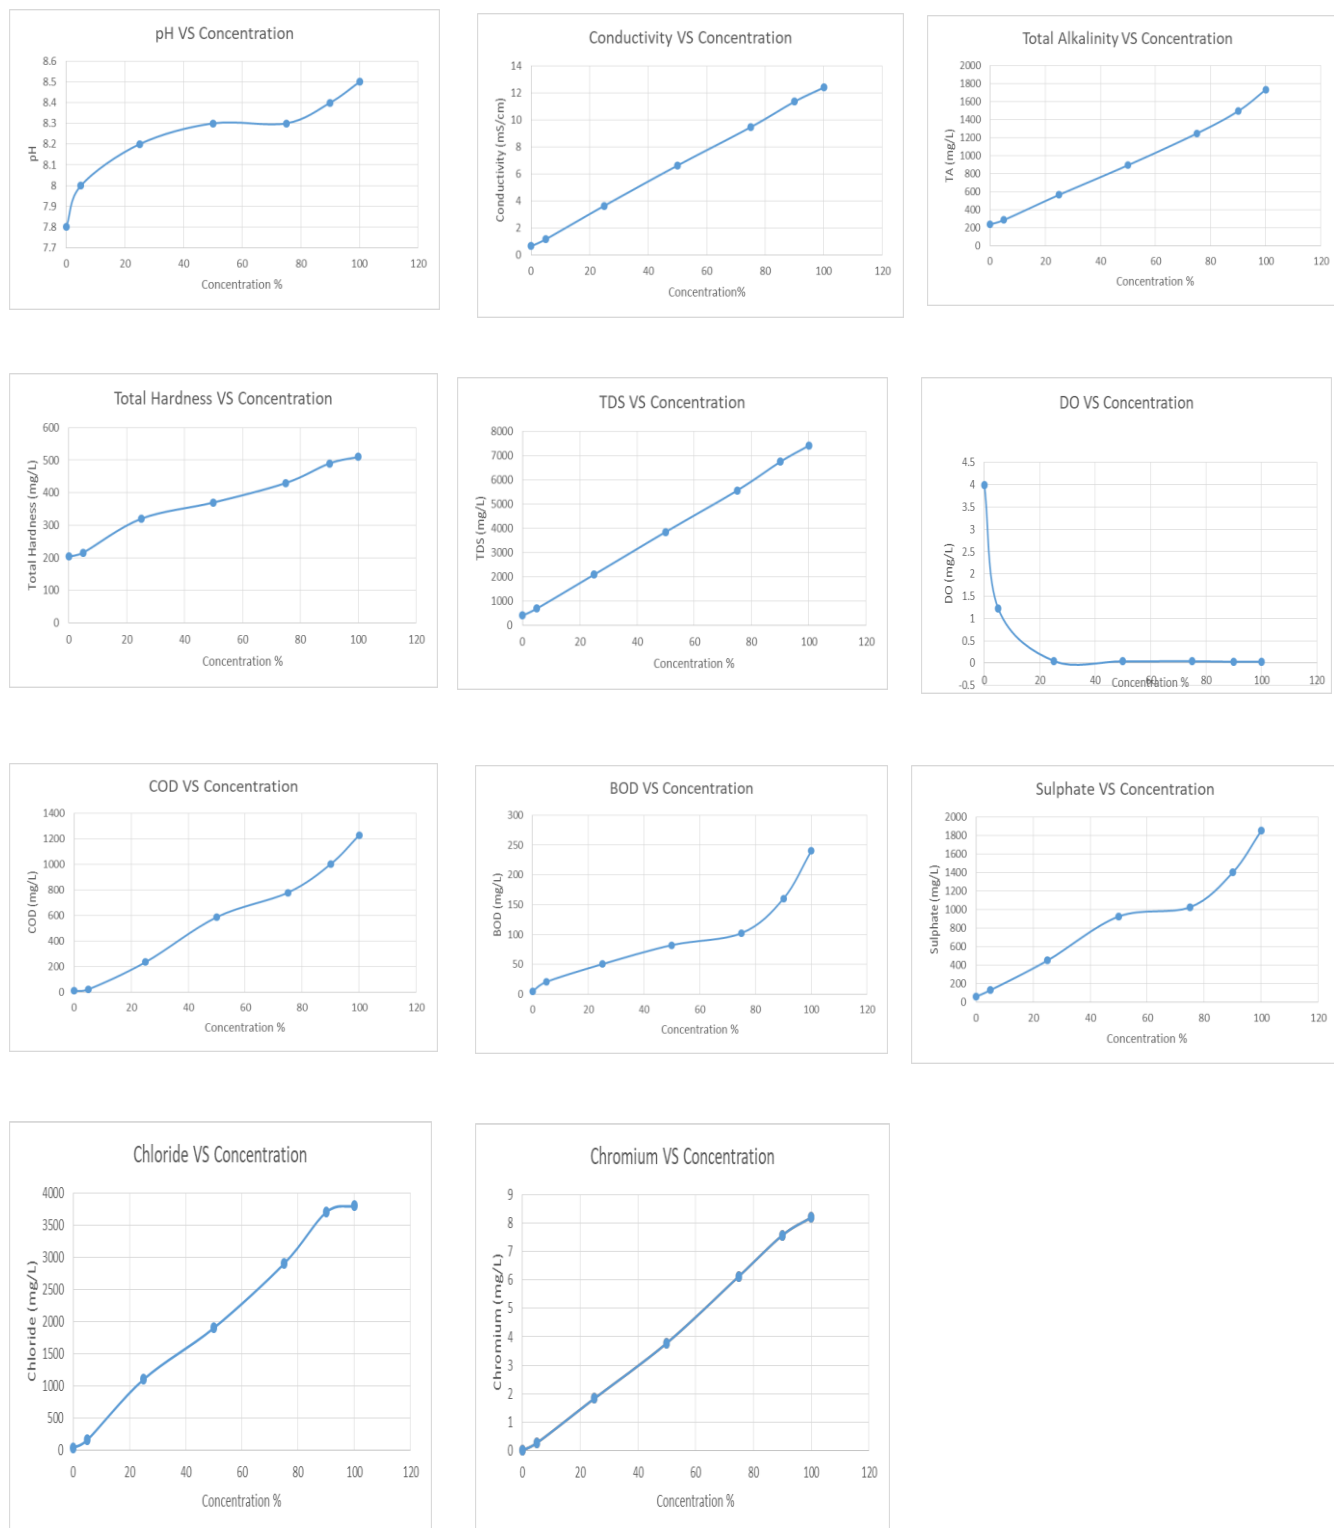 pH VS Concentration
8.6
8.5
8.4
8.3
8.2
8.1
8
7.9
7.8
7.7
pH
0 20 40 60 80 100 120
Concentration %
Conductivity VS Concentration
14
12
10
8
6
4
2
0
Conductivity (mS/cm)
0 20 40 60 80 100 120
Concentration%
Total Alkalinity VS Concentration
2000
1800
1600
1400
1200
1000
800
600
400
200
0
TA (mg/L)
0 20 40 60 80 100 120
Concentration %
Total Hardness VS Concentration
600
500
400
300
200
100
0
Total Hardness (mg/L)
0 20 40 60 80 100 120
Concentration %
TDS VS Concentration
8000
7000
6000
5000
4000
3000
2000
1000
0
TDS (mg/L)
0 20 40 60 80 100 120
Concentration %
DO VS Concentration
4.5
4
3.5
3
2.5
2
1.5
1
0.5
0
-0.5
DO (mg/L)
0 20 40 60 80 100 120
Concentration %
COD VS Concentration
1400
1200
1000
800
600
400
200
0
COD (mg/L)
0 20 40 60 80 100 120
Concentration %
BOD VS Concentration
300
250
200
150
100
50
0
BOD (mg/L)
0 20 40 60 80 100 120
Concentration %
Sulphate VS Concentration
2000
1800
1600
1400
1200
1000
800
600
400
200
0
Sulphate (mg/L)
0 20 40 60 80 100 120
Concentration %
Chloride VS Concentration
4000
3500
3000
2500
2000
1500
1000
500
0
Chloride (mg/L)
0 20 40 60 80 100 120
Concentration %
Chromium VS Concentration
9
8
7
6
5
4
3
2
1
0
Chromium (mg/L)
0 20 40 60 80 100 120
Concentration %